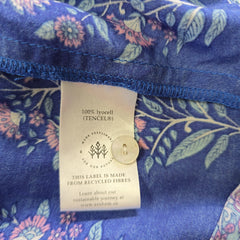 100% lyocell
(TENCEL®)
THIS LABEL IS MADE
FROM RECYCLED FIBRES
Learn about our
sustainable journey at